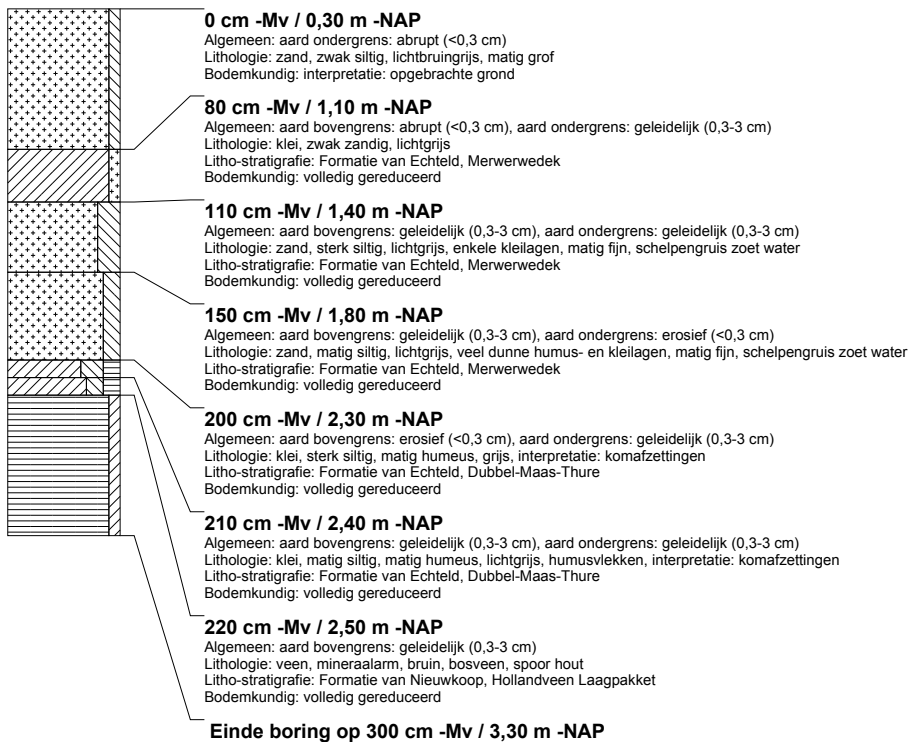 0 cm -Mv / 0,30 m -NAP
Algemeen: aard ondergrens: abrupt (<0,3 cm)
Lithologie: zand, zwak siltig, lichtbruingrijs, matig grof
Bodemkundig: interpretatie: opgebrachte grond
80 cm -Mv / 1,10 m -NAP
Algemeen: aard bovengrens: abrupt (<0,3 cm), aard ondergrens: geleidelijk (0,3-3 cm)
Lithologie: klei, zwak zandig, lichtgrijs
Litho-stratigrafie: Formatie van Echteld, Merwerwedek
Bodemkundig: volledig gereduceerd
110 cm -Mv / 1,40 m -NAP
Algemeen: aard bovengrens: geleidelijk (0,3-3 cm), aard ondergrens: geleidelijk (0,3-3 cm)
Lithologie: zand, sterk siltig, lichtgrijs, enkele kleilagen, matig fijn, schelpengruis zoet water
Litho-stratigrafie: Formatie van Echteld, Merwerwedek
Bodemkundig: volledig gereduceerd
150 cm -Mv / 1,80 m -NAP
Algemeen: aard bovengrens: geleidelijk (0,3-3 cm), aard ondergrens: erosief (<0,3 cm)
Lithologie: zand, matig siltig, lichtgrijs, veel dunne humus- en kleilagen, matig fijn, schelpengruis zoet water
Litho-stratigrafie: Formatie van Echteld, Merwerwedek
Bodemkundig: volledig gereduceerd
200 cm -Mv / 2,30 m -NAP
Algemeen: aard bovengrens: erosief (<0,3 cm), aard ondergrens: geleidelijk (0,3-3 cm)
Lithologie: klei, sterk siltig, matig humeus, grijs, interpretatie: komafzettingen
Litho-stratigrafie: Formatie van Echteld, Dubbel-Maas-Thure
Bodemkundig: volledig gereduceerd
210 cm -Mv / 2,40 m -NAP
Algemeen: aard bovengrens: geleidelijk (0,3-3 cm), aard ondergrens: geleidelijk (0,3-3 cm)
Lithologie: klei, matig siltig, matig humeus, lichtgrijs, humusvlekken, interpretatie: komafzettingen
Litho-stratigrafie: Formatie van Echteld, Dubbel-Maas-Thure
Bodemkundig: volledig gereduceerd
220 cm -Mv / 2,50 m -NAP
Algemeen: aard bovengrens: geleidelijk (0,3-3 cm)
Lithologie: veen, mineraalarm, bruin, bosveen, spoor hout
Litho-stratigrafie: Formatie van Nieuwkoop, Hollandveen Laagpakket
Bodemkundig: volledig gereduceerd
Einde boring op 300 cm -Mv / 3,30 m -NAP